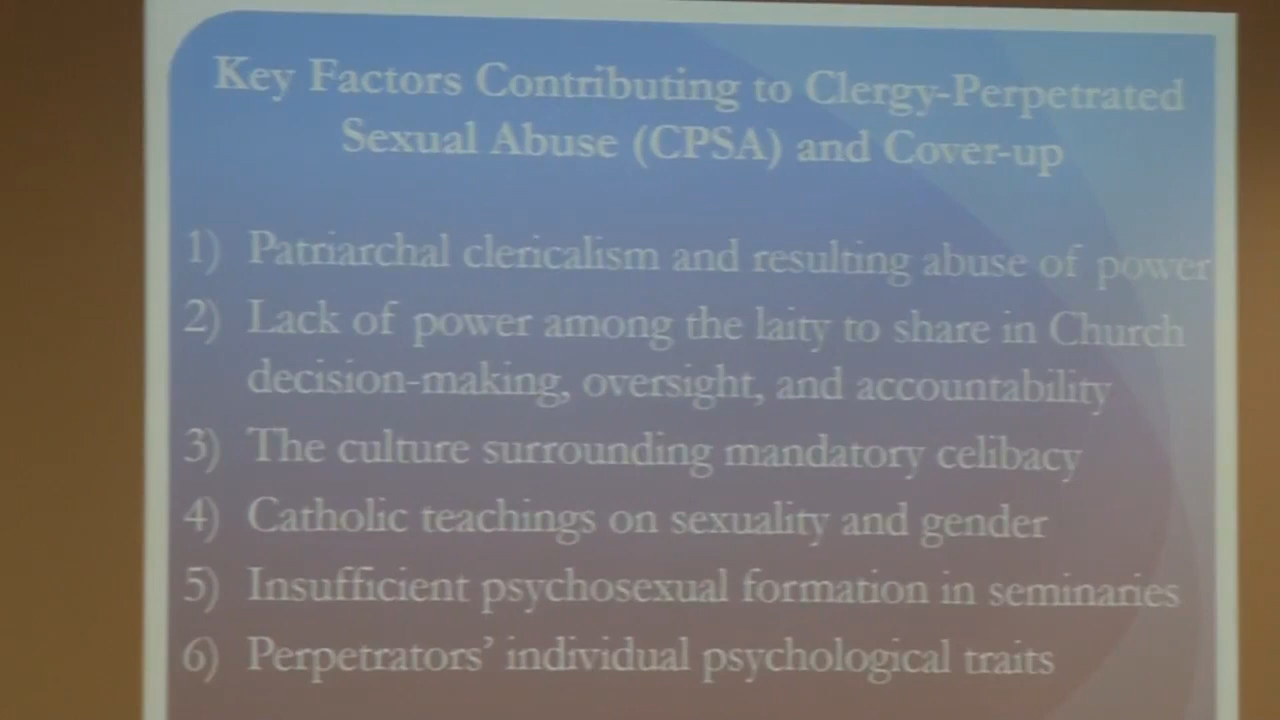 Key Factors Contributing to Clergy-Perpetrated
Sexual Abuse (CPSA) and Cover-up
1) Patriarchal clericalism and resulting abuse of power
2) Lack of power among the laity to share in Church
decision-making, oversight, and accountability
3) The culture surrounding mandatory celibacy
4) Catholic teachings on sexuality and gender
5) Insufficient psychosexual formation in seminaries
6) Perpetrators’ individual psychological traits